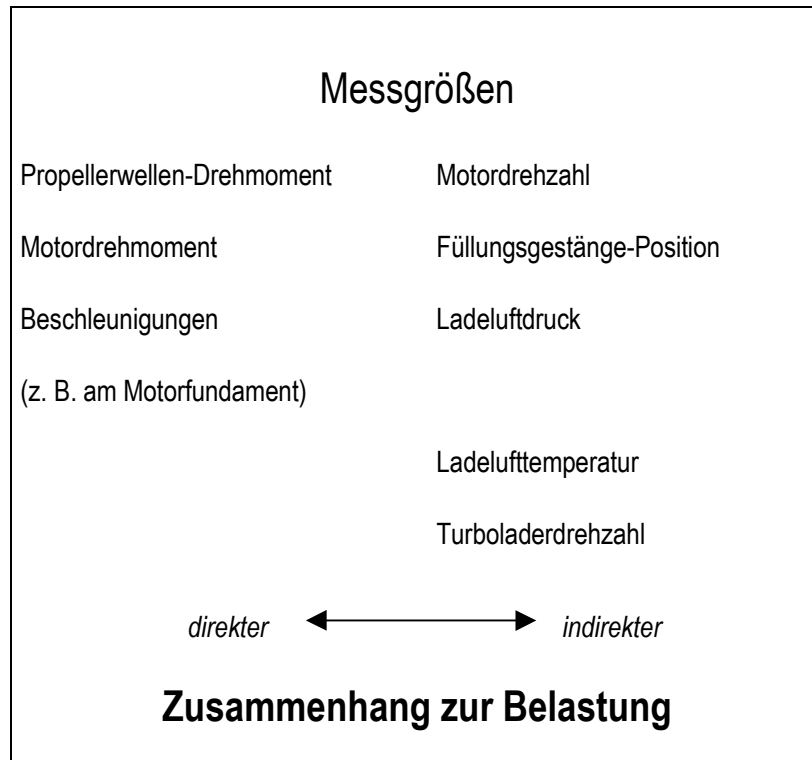 Messgrößen
Propellerwellen-Drehmoment Motordrehzahl
Motordrehmoment Füllungsgestänge-Position
Beschleunigungen Ladeluftdruck
(z. B. am Motorfundament)
Ladelufttemperatur
Turboladerdrehzahl
direkter indirekter
Zusammenhang zur Belastung